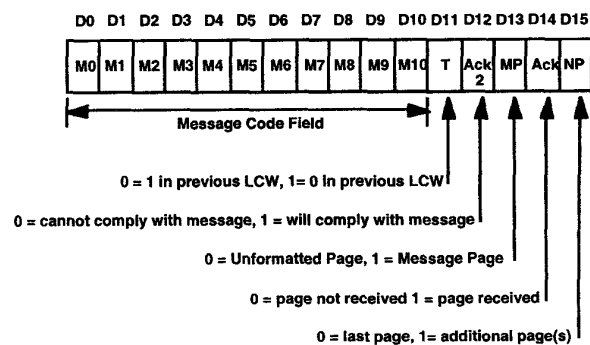 D0 D1 D2 D3 D4 D5 D6 D7 D8 D9 D10 D11 D12 D13 D14 D15
M0 M1 M2 M3 M4 M5 M6 M7 M8 M9 M10 T Ack 2 MP Ack NP
Message Code Field
0 = 1 in previous LCW, 1= 0 in previous LCW
0 = cannot comply with message, 1 = will comply with message
0 = Unformatted Page, 1 = Message Page
0 = page not received 1 = page received
0 = last page, 1= additional page(s)